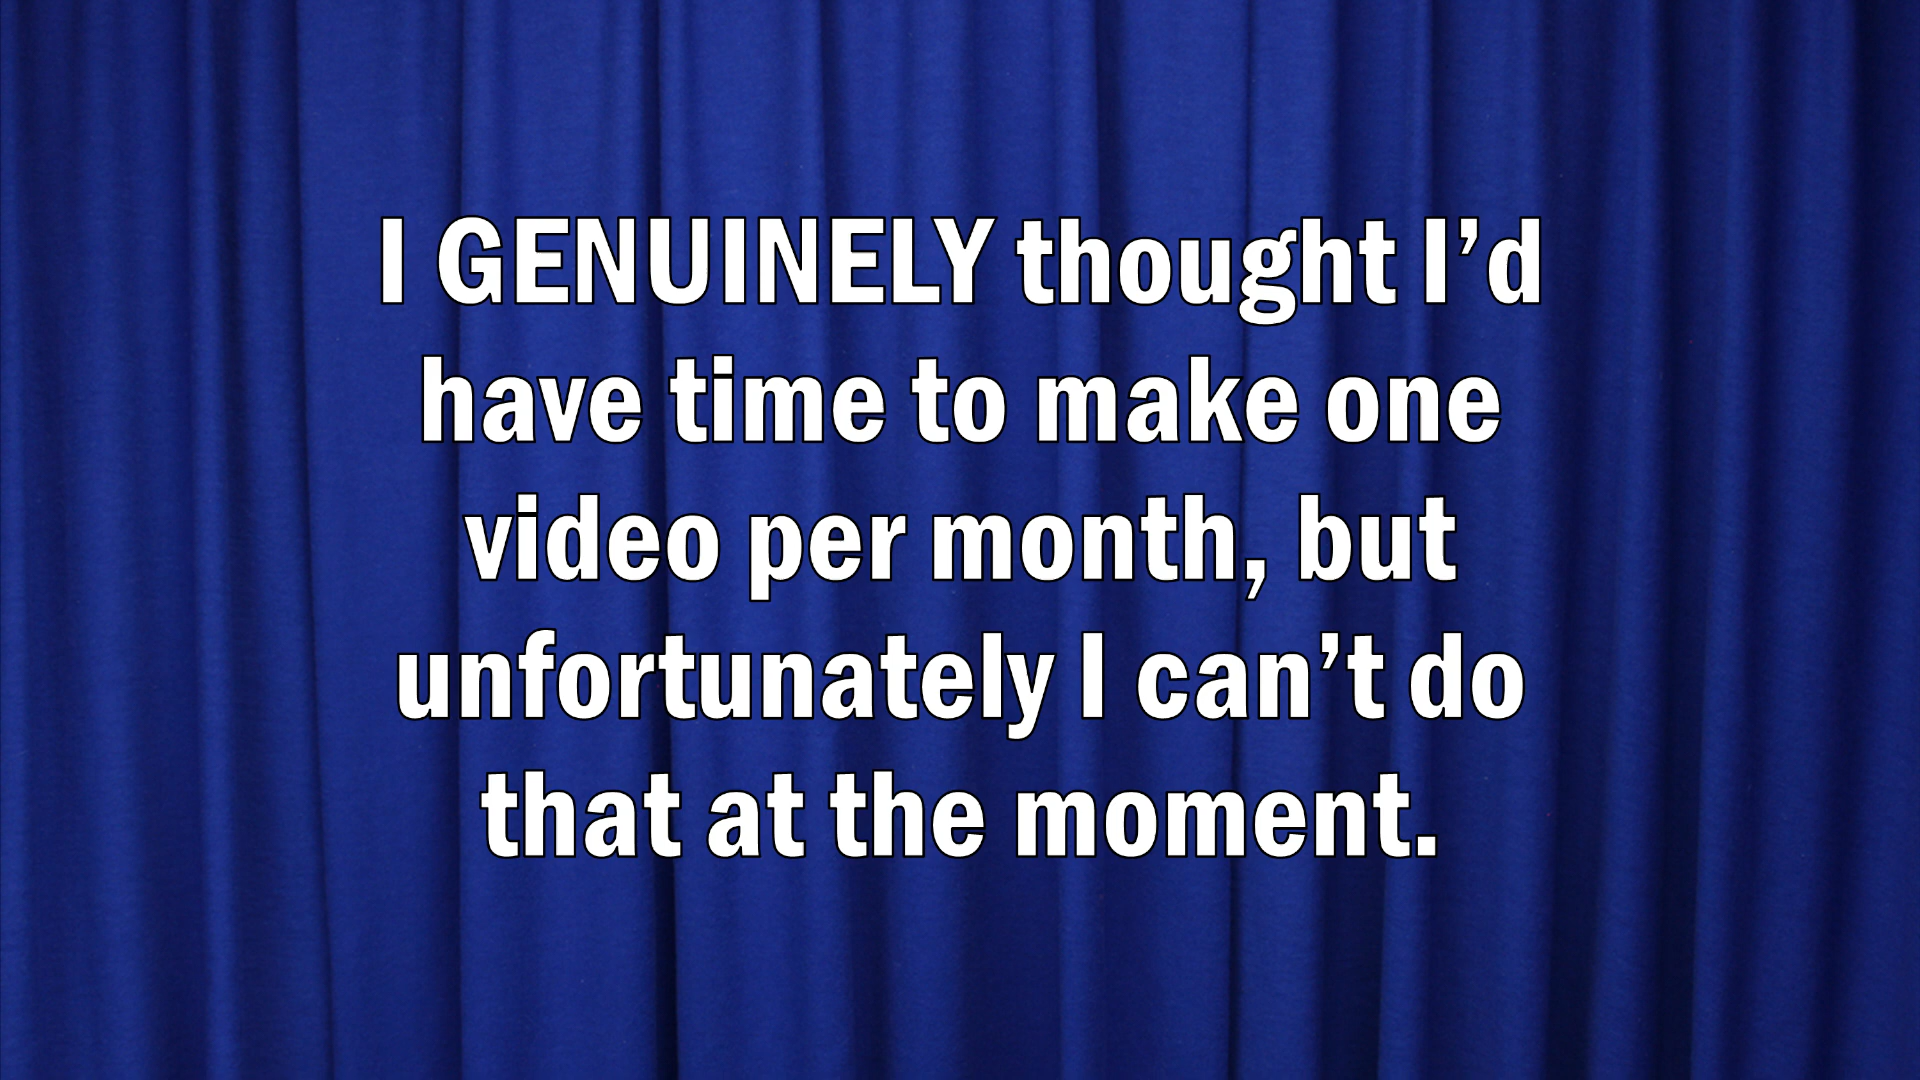 I GENUINELY thought I’d
have time to make one
video per month, but
unfortunately I can’t do
that at the moment.